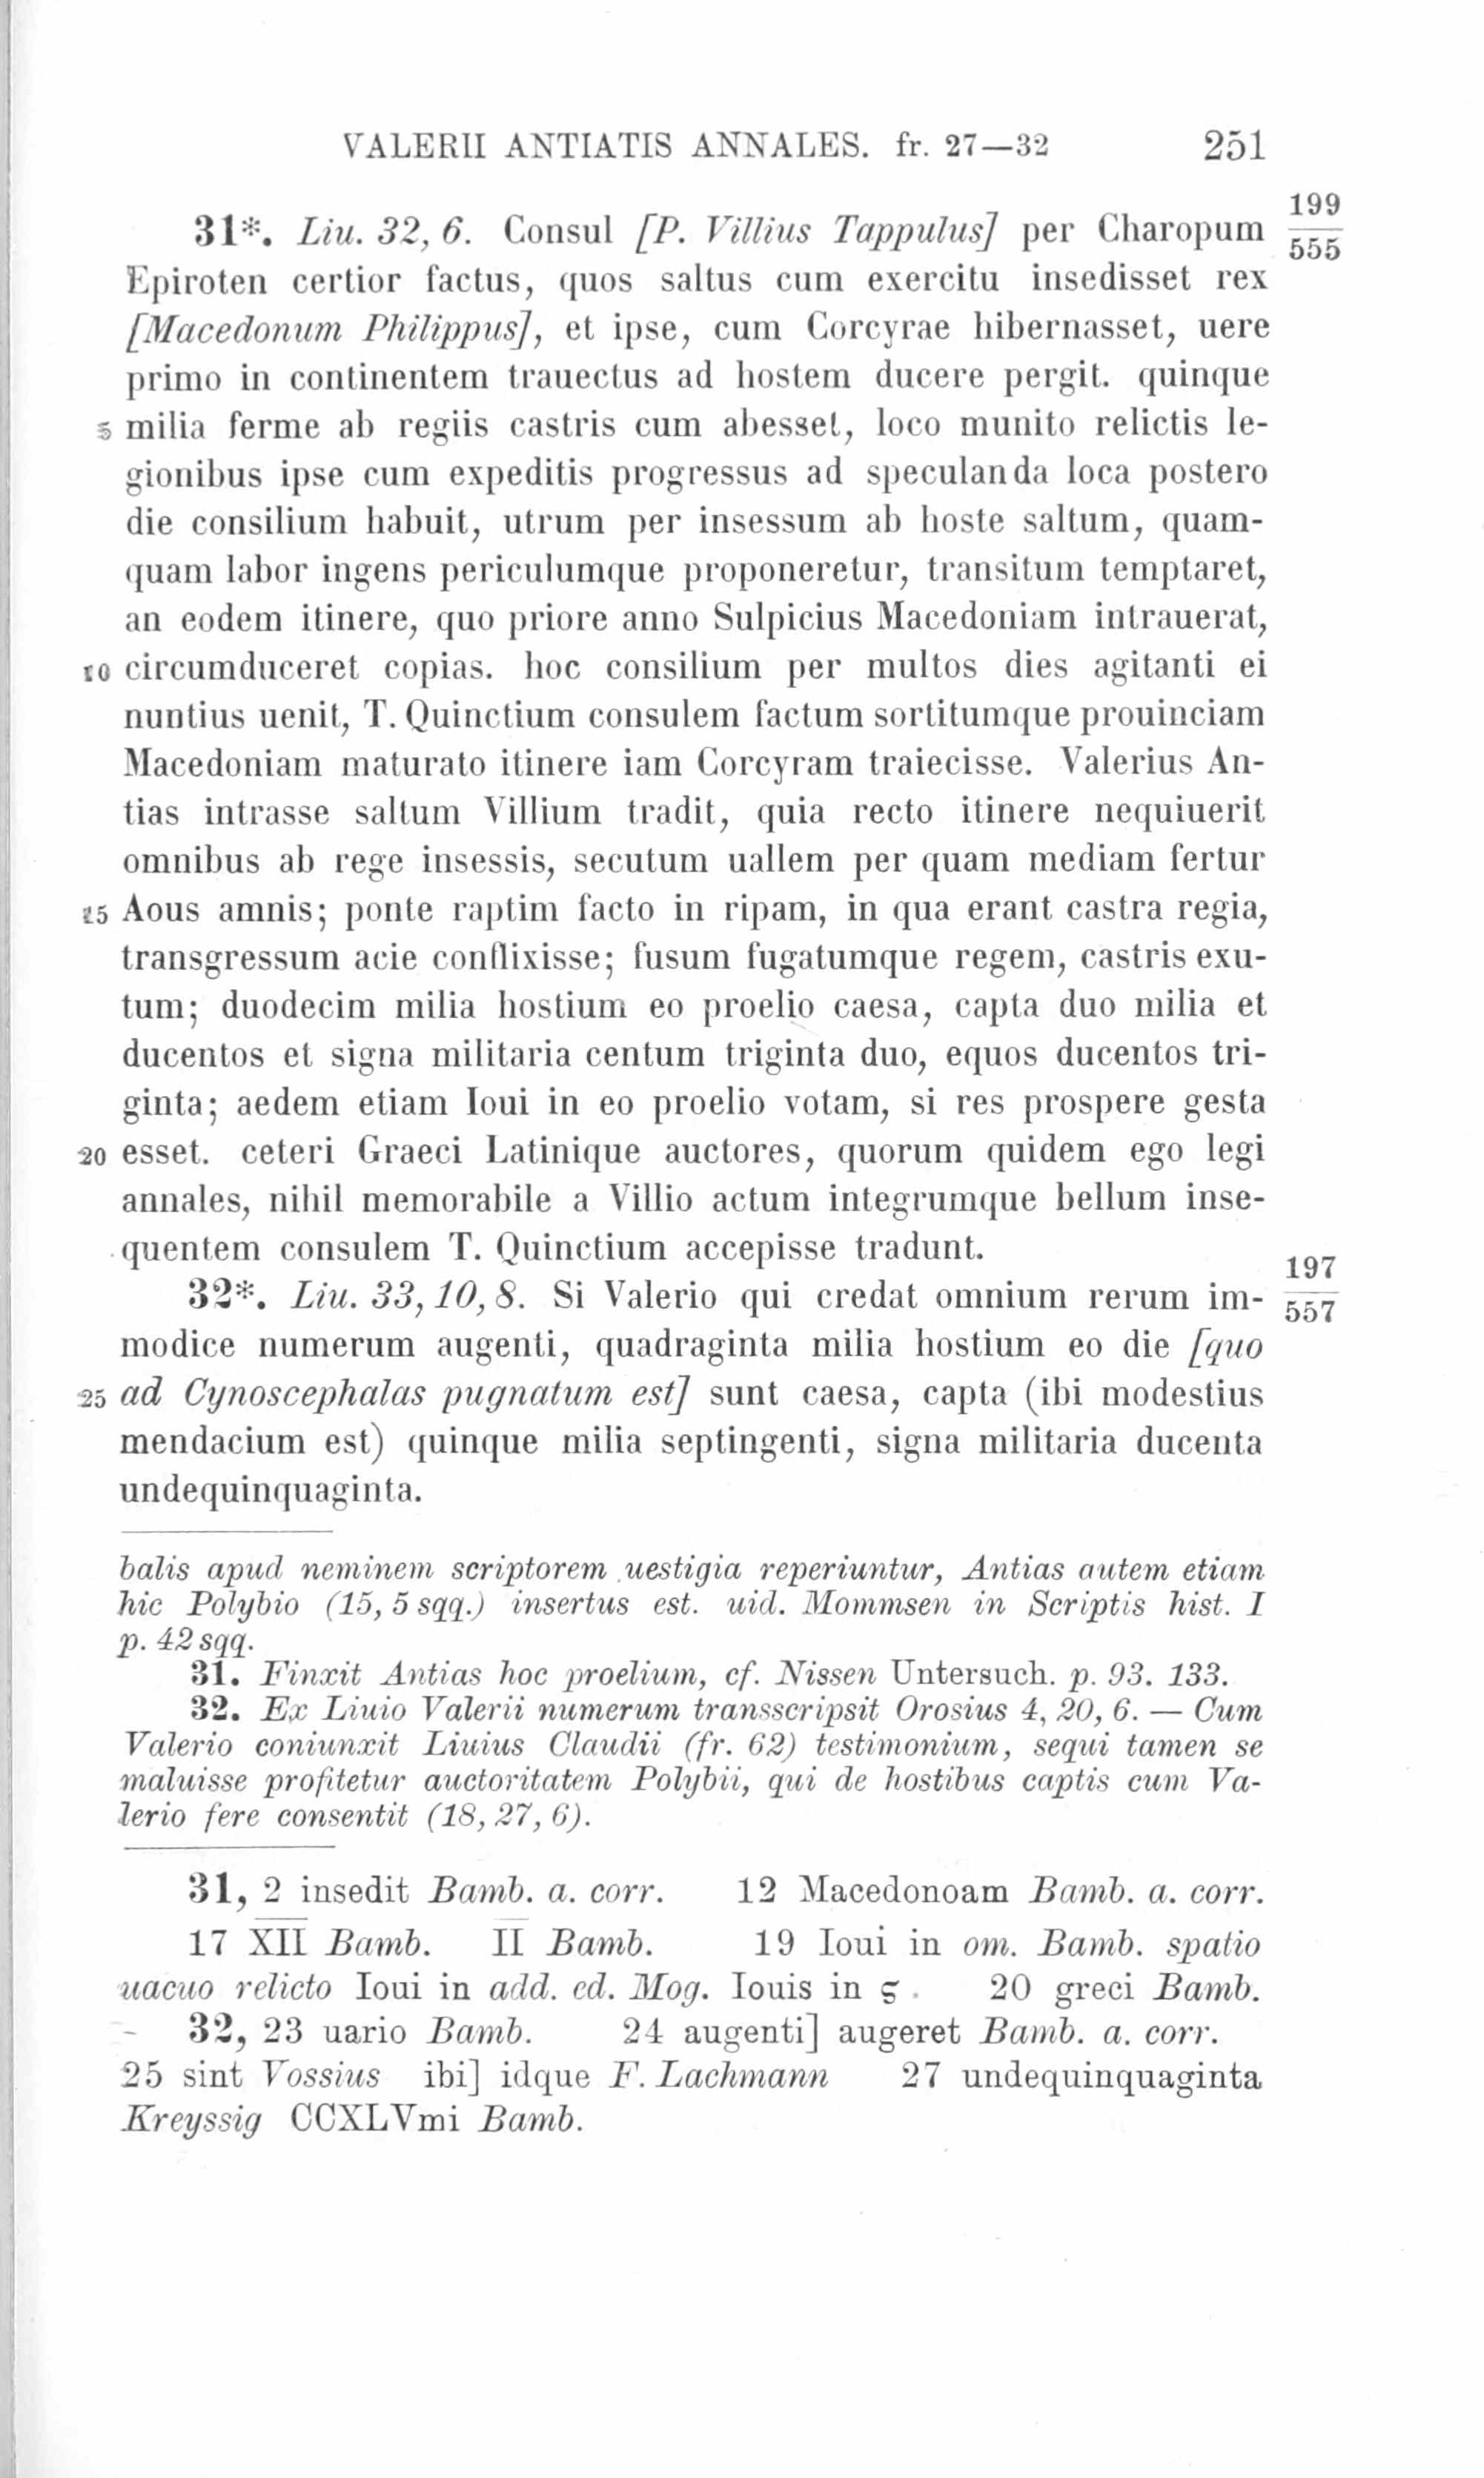 VALERII ANTIATIS ANNALES. fr. 27—32 251
31*. Liu. 32, 6. Consul [P. Villius Tappulus] per Charopum 199/555
Epiroten certior factus, quos saltus cum exercitu insedisset rex
[Macedonum Philippus], et ipse, cum Corcyrae hibernasset, uere
primo in continentem trauectus ad hostem ducere pergit. quinque
5 milia ferme ab regiis castris cum abesset, loco munito relictis le-
gionibus ipse cum expeditis progressus ad speculanda loca postero
die consilium habuit, utrum per insessum ab hoste saltum, quam-
quam labor ingens periculumque proponeretur, transitum temptaret,
an eodem itinere, quo priore anno Sulpicius Macedoniam intrauerat,
10 circumduceret copias. hoc consilium per multos dies agitanti ei
nuntius uenit, T. Quinctium consulem factum sortitumque prouinciam
Macedoniam maturato itinere iam Corcyram traiecisse. Valerius An-
tias intrasse saltum Villium tradit, quia recto itinere nequiuerit
omnibus ab rege insessis, secutum uallem per quam mediam fertur
15 Aous amnis; ponte raptim facto in ripam, in qua erant castra regia,
transgressum acie conflixisse; fusum fugatumque regem, castris exu-
tum; duodecim milia hostium eo proelio caesa, capta duo milia et
ducentos et signa militaria centum triginta duo, equos ducentos tri-
ginta; aedem etiam Ioui in eo proelio votam, si res prospere gesta
20 esset. ceteri Graeci Latinique auctores, quorum quidem ego legi
annales, nihil memorabile a Villio actum integrumque bellum inse-
quentem consulem T. Quinctium accepisse tradunt.
32*. Liu. 33, 10, 8. Si Valerio qui credat omnium rerum im- 197/557
modice numerum augenti, quadraginta milia hostium eo die [quo
25 ad Cynoscephalas pugnatum est] sunt caesa, capta (ibi modestius
mendacium est) quinque milia septingenti, signa militaria ducenta
undequinquaginta.
balis apud neminem scriptorem uestigia reperiuntur, Antias autem etiam
hic Polybio (15, 5 sqq.) insertus est. uid. Mommsen in Scriptis hist. I
p. 42 sqq.
31. Finxit Antias hoc proelium, cf. Nissen Untersuch. p. 93. 133.
32. Ex Liuio Valerii numerum transscripsit Orosius 4, 20, 6. — Cum
Valerio coniunxit Liuius Claudii (fr. 62) testimonium, sequi tamen se
maluisse profitetur auctoritatem Polybii, qui de hostibus captis cum Va-
lerio fere consentit (18, 27, 6).
31, 2 insedit Bamb. a. corr. 12 Macedonoam Bamb. a. corr.
17 X̅I̅I̅ Bamb. I̅I̅ Bamb. 19 Ioui in om. Bamb. spatio
uacuo relicto Ioui in add. ed. Mog. Iouis in ς. 20 greci Bamb.
32, 23 uario Bamb. 24 augenti] augeret Bamb. a. corr.
25 sint Vossius ibi] idque F. Lachmann 27 undequinquaginta
Kreyssig CCXLVmi Bamb.